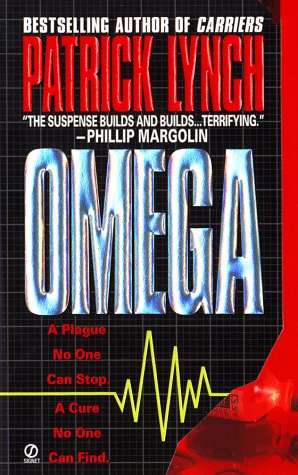 BESTSELLING AUTHOR OF CARRIERS
PATRICK LYNCH
"THE SUSPENSE BUILDS AND BUILDS...TERRIFYING."
—PHILLIP MARGOLIN
OMEGA
A Plague
No One
Can Stop.
A Cure
No One
Can Find.
SIGNET